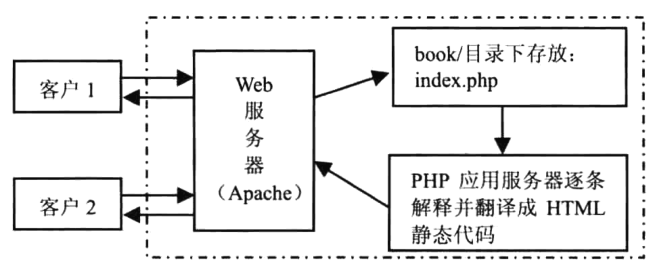 客户 1
客户 2
Web
服
务
器
（Apache）
book/目录下存放：
index.php
PHP 应用服务器逐条
解释并翻译成 HTML
静态代码